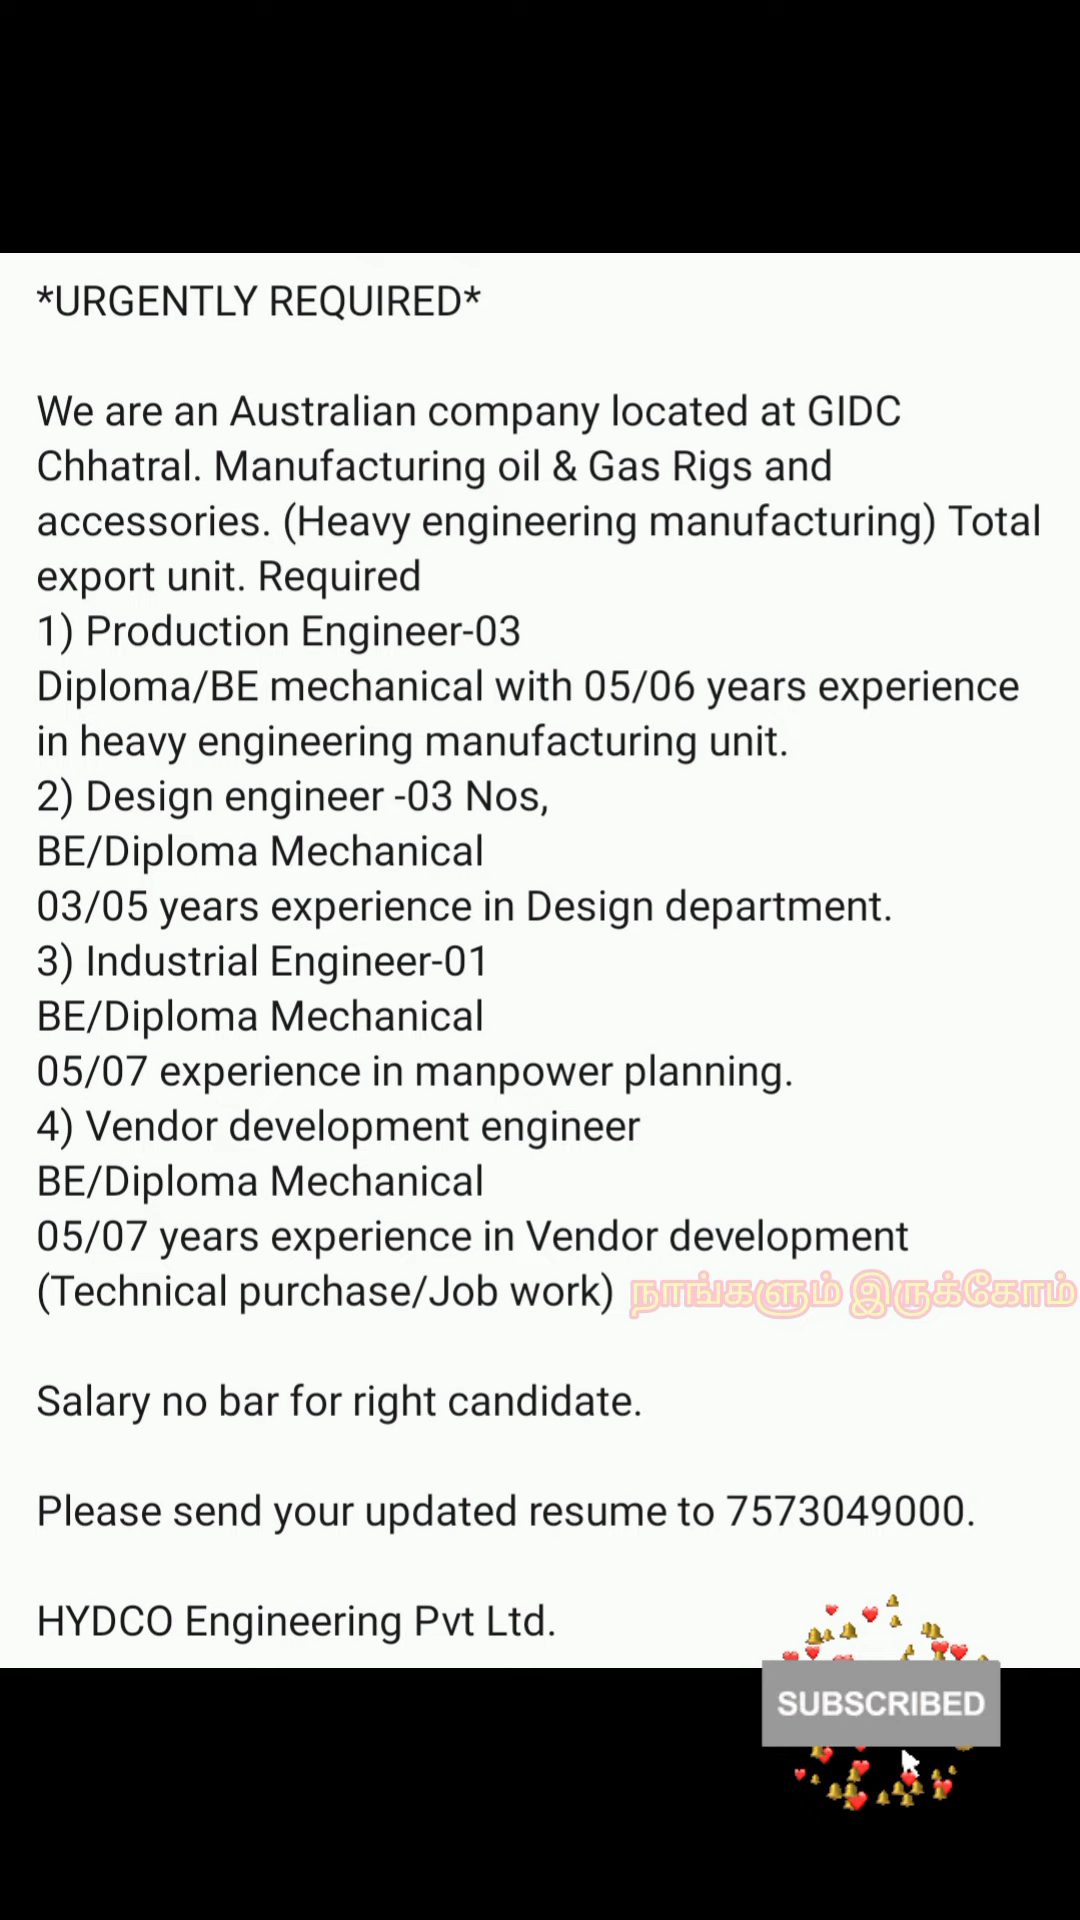 *URGENTLY REQUIRED*
We are an Australian company located at GIDC
Chhatral. Manufacturing oil & Gas Rigs and
accessories. (Heavy engineering manufacturing) Total
export unit. Required
1) Production Engineer-03
Diploma/BE mechanical with 05/06 years experience
in heavy engineering manufacturing unit.
2) Design engineer -03 Nos,
BE/Diploma Mechanical
03/05 years experience in Design department.
3) Industrial Engineer-01
BE/Diploma Mechanical
05/07 experience in manpower planning.
4) Vendor development engineer
BE/Diploma Mechanical
05/07 years experience in Vendor development
(Technical purchase/Job work) நாங்களும் இருக்கோம்
Salary no bar for right candidate.
Please send your updated resume to 7573049000.
HYDCO Engineering Pvt Ltd.
SUBSCRIBED